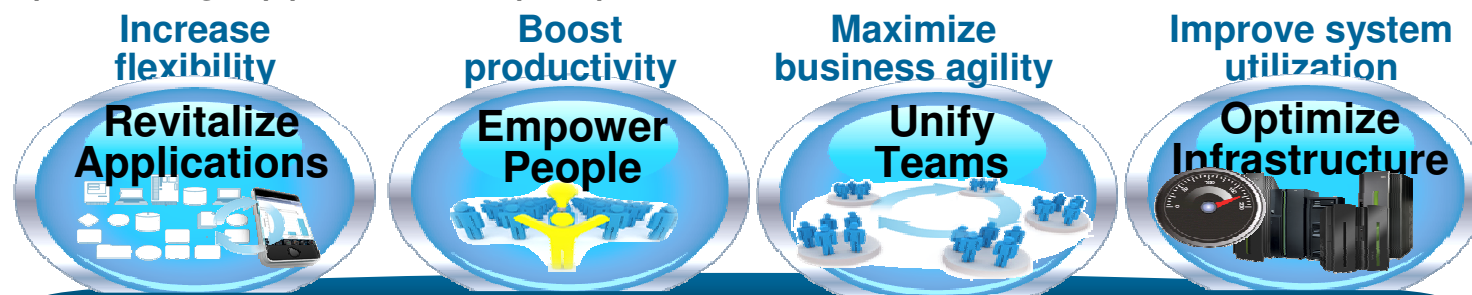 Increase
flexibility
Boost
productivity
Maximize
business agility
Improve system
utilization
Revitalize
Applications
Empower
People
Unify
Teams
Optimize
Infrastructure